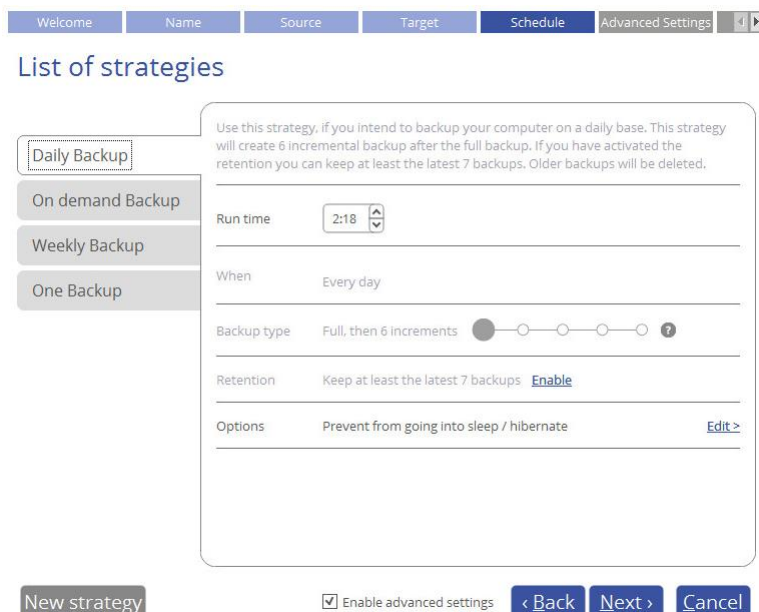 Welcome Name Source Target Schedule Advanced Settings
List of strategies
Daily Backup
On demand Backup
Weekly Backup
One Backup
Use this strategy, if you intend to backup your computer on a daily base. This strategy
will create 6 incremental backup after the full backup. If you have activated the
retention you can keep at least the latest 7 backups. Older backups will be deleted.
Run time 2:18
When Every day
Backup type Full, then 6 increments ?
Retention Keep at least the latest 7 backups Enable
Options Prevent from going into sleep / hibernate Edit >
New strategy Enable advanced settings ‹ Back Next › Cancel